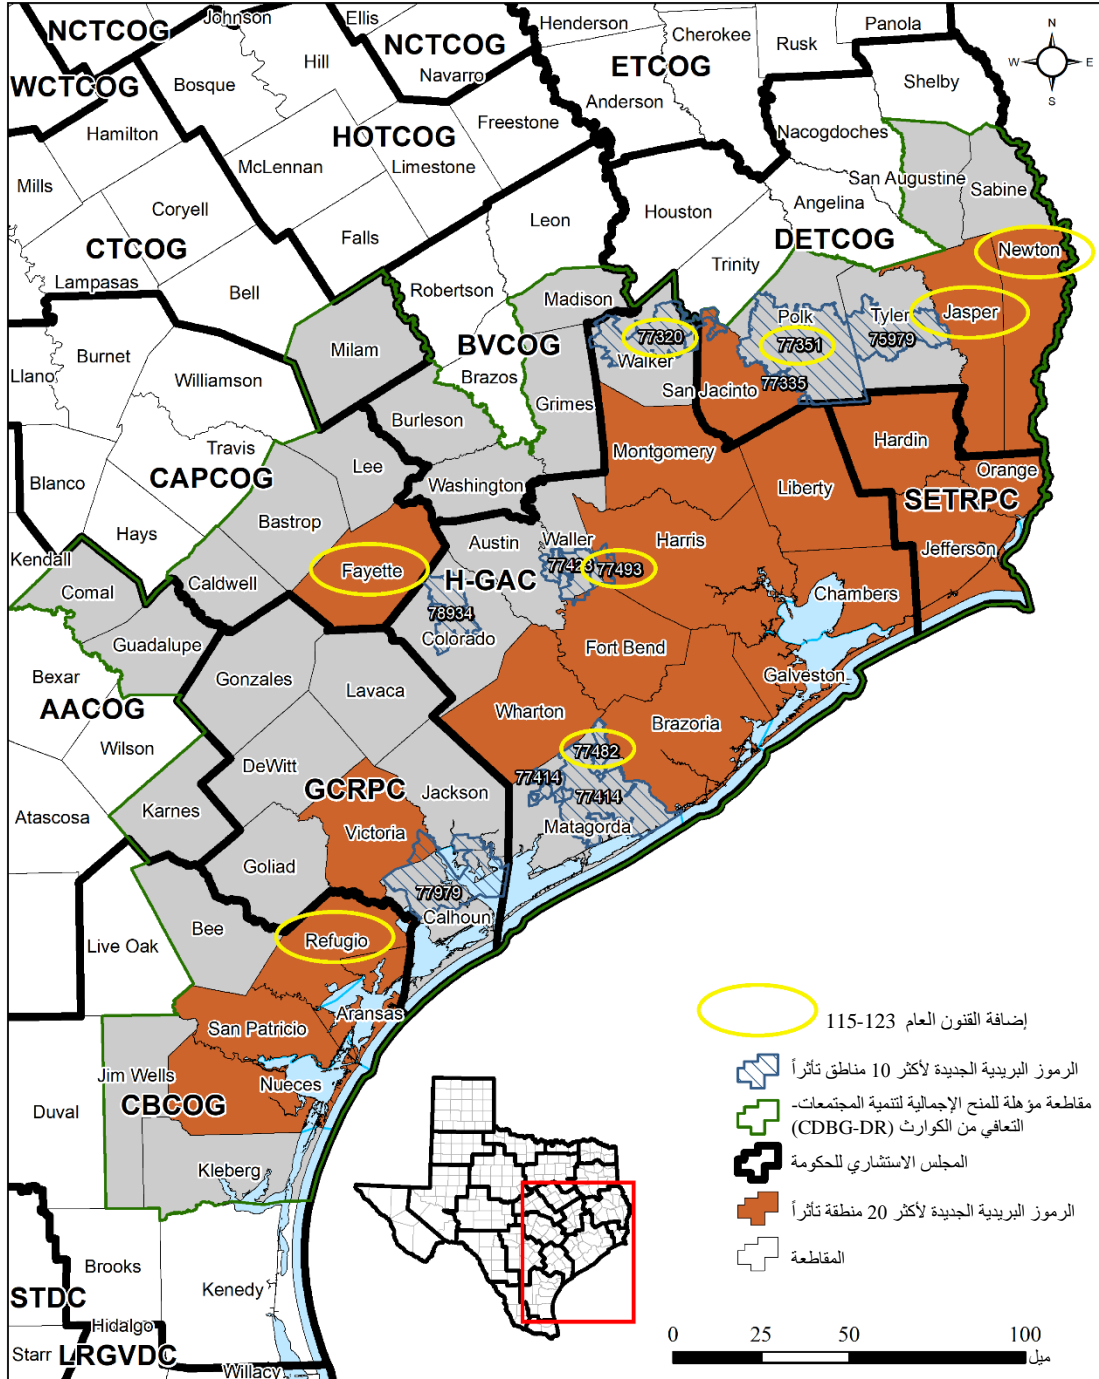 NCTCOG
Johnson
Ellis
NCTCOG
Henderson
Cherokee
Panola
Rusk
N
W
E
S
WCTCOG
Bosque
Hill
Navarro
ETCOG
Anderson
Shelby
Hamilton
HOTCOG
Freestone
Nacogdoches
McLennan
Limestone
San Augustine
Sabine
Mills
Coryell
Leon
Houston
Angelina
CTCOG
Falls
DETCOG
Newton
Lampasas
Bell
Trinity
Robertson
Madison
Jasper
Polk
Tyler
Burnet
Milam
BVCOG
77320
77351
75979
Llano
Williamson
Brazos
Walker
77335
San Jacinto
Grimes
Burleson
Travis
Montgomery
Hardin
CAPCOG
Lee
Blanco
Washington
Liberty
Orange
Bastrop
SETRPC
Hays
Austin
Waller
Harris
Jefferson
Kendall
Fayette
77423
77493
Caldwell
H-GAC
Comal
Chambers
78934
Guadalupe
Colorado
Fort Bend
Bexar
Gonzales
Lavaca
Galveston
AACOG
Wharton
Brazoria
Wilson
77482
DeWitt
77414
GCRPC
Jackson
77414
Karnes
Atascosa
Victoria
Matagorda
Goliad
77979
Calhoun
Bee
Live Oak
Refugio
Aransas
San Patricio
Jim Wells
Nueces
Duval
CBCOG
Kleberg
Brooks
Kenedy
STDC
Hidalgo
Starr
LRGVDC
Willacy
إضافة القنون العام 115-123
الرموز البريدية الجديدة لأكثر 10 مناطق تأثراً
مقاطعة مؤهلة للمنح الإجمالية لتنمية المجتمعات-
التعافي من الكوارث (CDBG-DR)
المجلس الاستشاري للحكومة
الرموز البريدية الجديدة لأكثر 20 منطقة تأثراً
المقاطعة
0 25 50 100
ميل